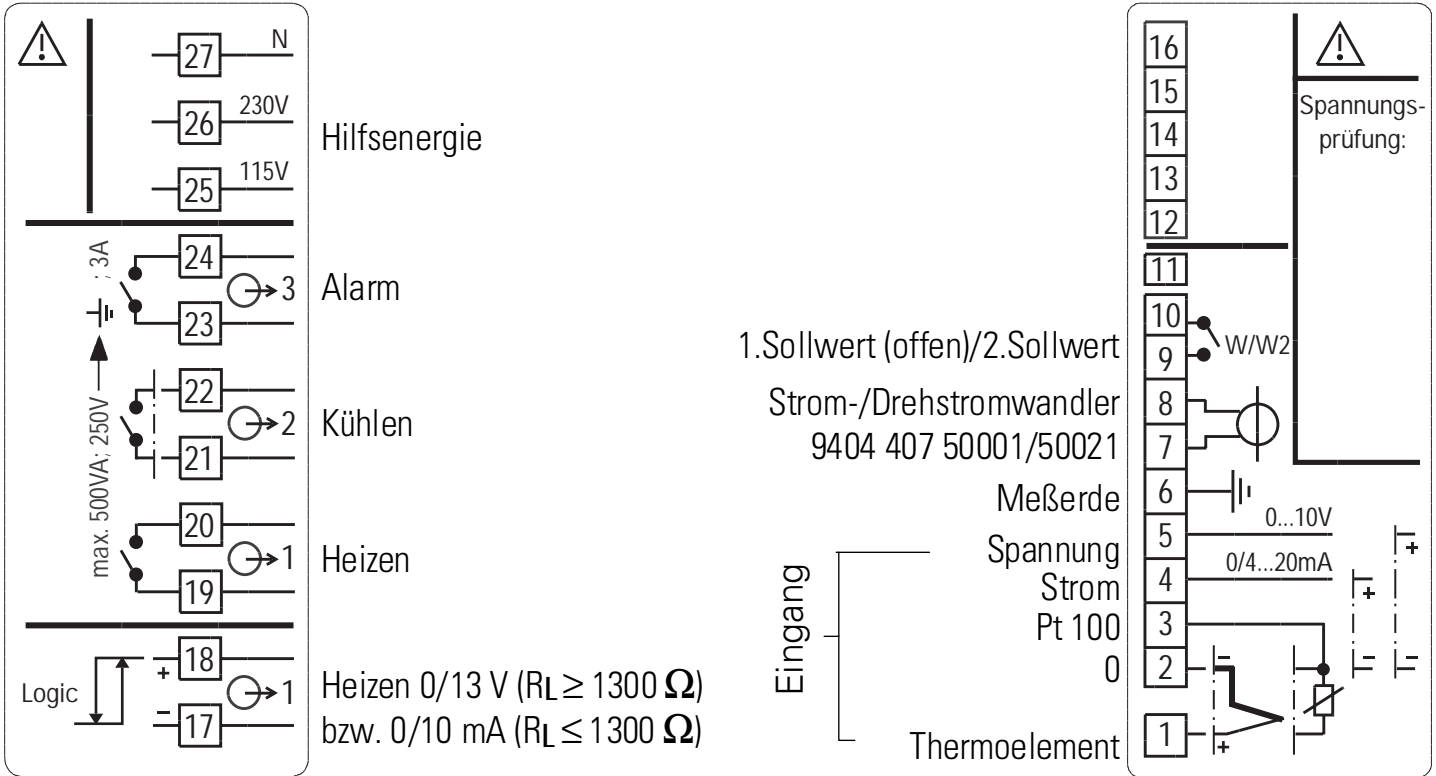 27 N
26 230V
25 115V
Hilfsenergie
24
23
3 Alarm
22
21
2 Kühlen
20
19
1 Heizen
max. 500VA; 250V ; 3A
Logic
18 +
17 –
1
Heizen 0/13 V (RL ≥ 1300 Ω)
bzw. 0/10 mA (RL ≤ 1300 Ω)
16
15
14
13
12
11
Spannungs-
prüfung:
10
9
1.Sollwert (offen)/2.Sollwert
W/W2
Strom-/Drehstromwandler 8
9404 407 50001/50021 7
Meßerde 6
Eingang
Spannung 5 0...10V + –
Strom 4 0/4...20mA + –
Pt 100 3
0 2 –
Thermoelement 1 +